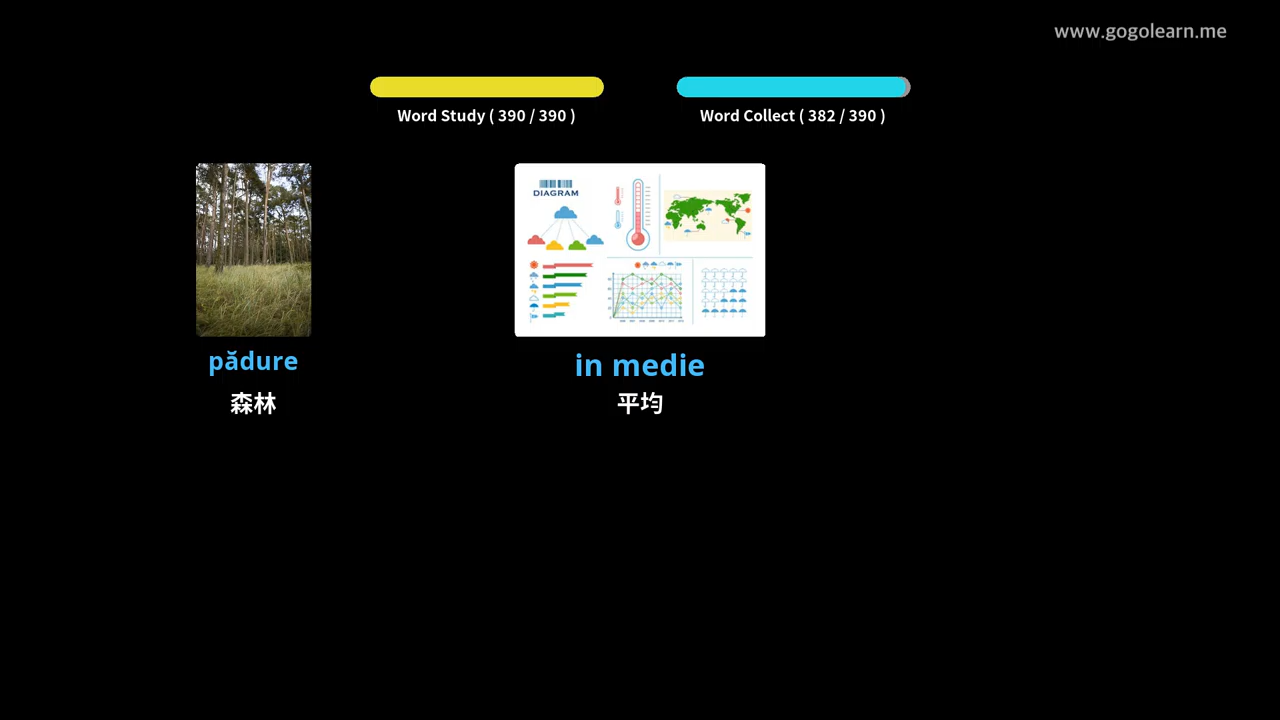 www.gogolearn.me
Word Study ( 390 / 390 )
Word Collect ( 382 / 390 )
DIAGRAM
pădure
in medie
森林
平均